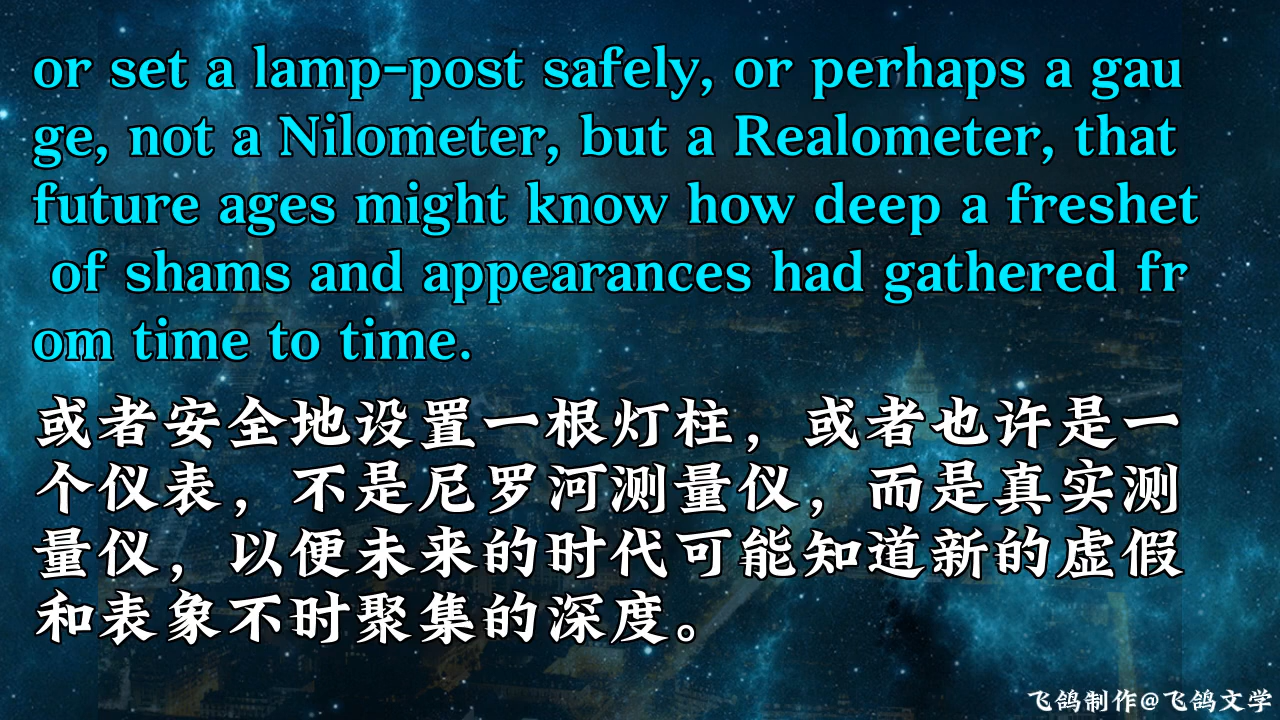 or set a lamp-post safely, or perhaps a gau
ge, not a Nilometer, but a Realometer, that
future ages might know how deep a freshet
of shams and appearances had gathered fr
om time to time.
或者安全地设置一根灯柱，或者也许是一
个仪表，不是尼罗河测量仪，而是真实测
量仪，以便未来的时代可能知道新的虚假
和表象不时聚集的深度。
飞鸽制作@飞鸽文学